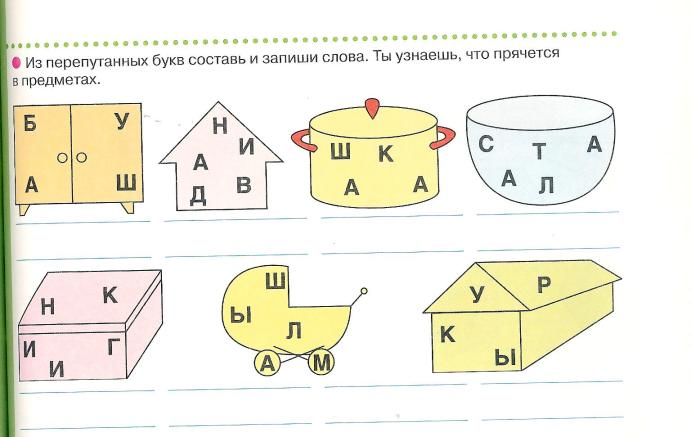 Из перепутанных букв составь и запиши слова. Ты узнаешь, что прячется
в предметах.
Б У
А Ш
Н
А И
Д В
Ш К
А А
С Т А
А Л
Н К
И И Г
Ш
Ы Л
А М
У Р
К Ы